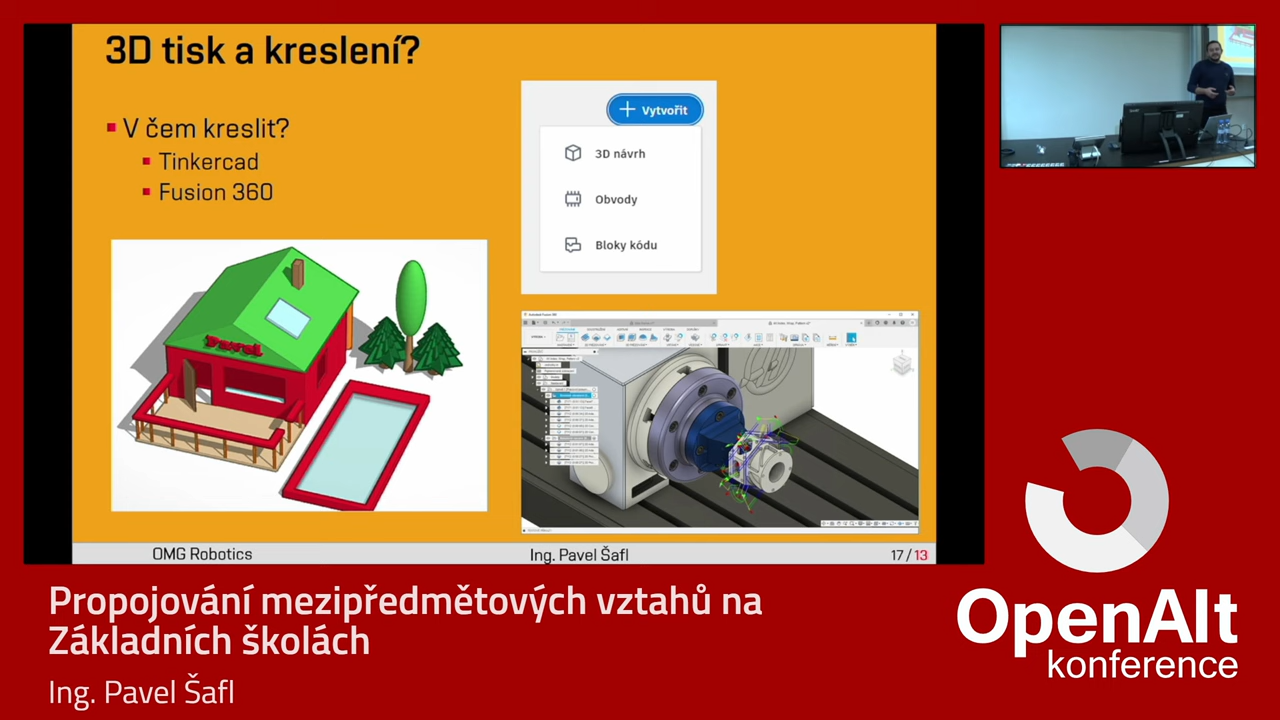 3D tisk a kreslení?
V čem kreslit?
Tinkercad
Fusion 360
Vytvořit
3D návrh
Obvody
Bloky kódu
Pavel
OMG Robotics
Ing. Pavel Šafl
17 / 13
Propojování mezipředmětových vztahů na
Základních školách
Ing. Pavel Šafl
OpenAlt
konference